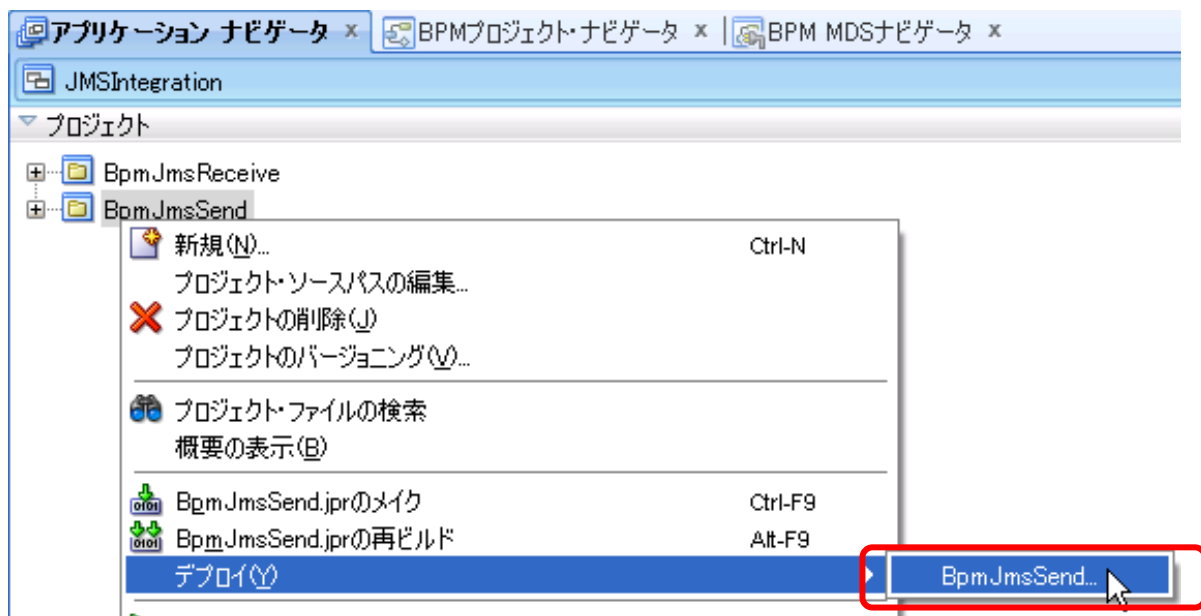 アプリケーション ナビゲータ × BPMプロジェクト・ナビゲータ × BPM MDSナビゲータ ×
JMSIntegration
プロジェクト
BpmJmsReceive
BpmJmsSend
新規(N)... Ctrl-N
プロジェクト・ソースパスの編集...
プロジェクトの削除(J)
プロジェクトのバージョニング(V)...
プロジェクト・ファイルの検索
概要の表示(B)
BpmJmsSend.jprのメイク Ctrl-F9
BpmJmsSend.jprの再ビルド Alt-F9
デプロイ(Y) BpmJmsSend...